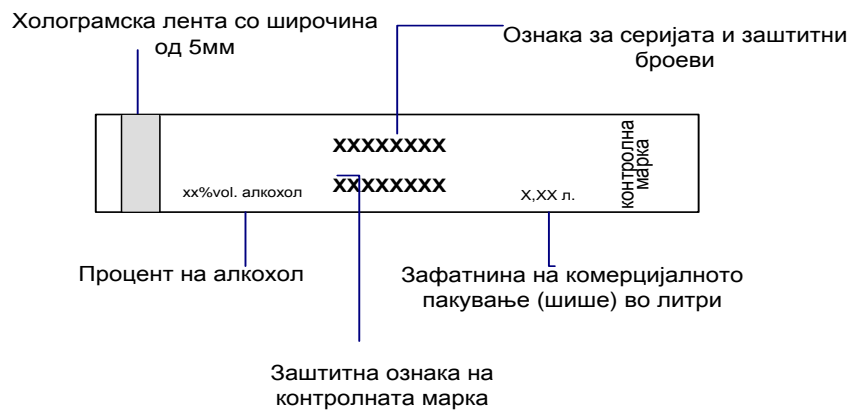 Холограмска лента со широчина
од 5мм
Ознака за серијата и заштитни
броеви
xxxxxxxx
xxxxxxxx
xx%vol. алкохол
X,XX л.
контролна
марка
Процент на алкохол
Зафатнина на комерцијалното
пакување (шише) во литри
Заштитна ознака на
контролната марка